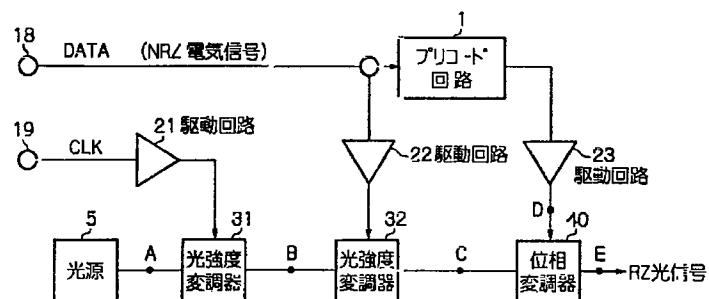 18
DATA (NRZ電気信号)
1
プリコード
回路
19
CLK
21 駆動回路
22 駆動回路
23
駆動回路
D
5
光源
A
31
光強度
変調器
B
32
光強度
変調器
C
40
位相
変調器
E
RZ光信号